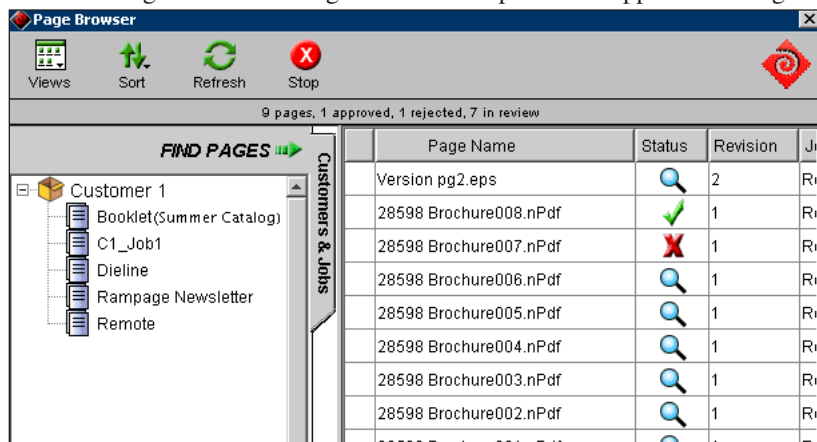 Page Browser
Views Sort Refresh Stop
9 pages, 1 approved, 1 rejected, 7 in review
FIND PAGES
Customers & Jobs
Customer 1
Booklet(Summer Catalog)
C1_Job1
Dieline
Rampage Newsletter
Remote
Page Name Status Revision
Version pg2.eps 2
28598 Brochure008.nPdf 1
28598 Brochure007.nPdf 1
28598 Brochure006.nPdf 1
28598 Brochure005.nPdf 1
28598 Brochure004.nPdf 1
28598 Brochure003.nPdf 1
28598 Brochure002.nPdf 1